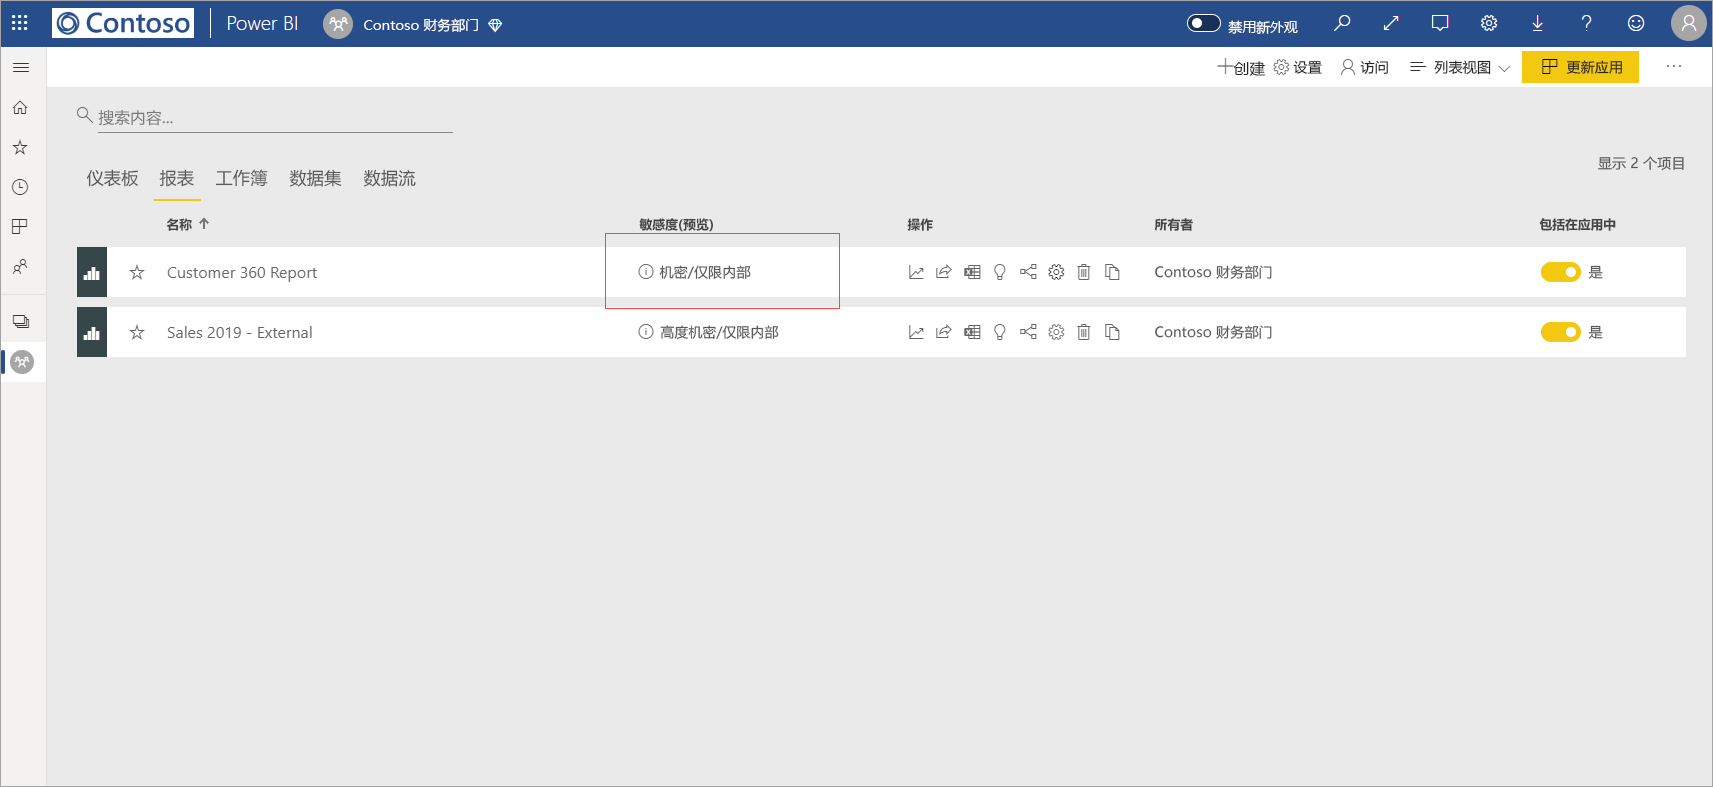 Contoso Power BI Contoso 财务部门 禁用新外观
创建 设置 访问 列表视图 更新应用 ...
搜索内容...
显示 2 个项目
仪表板 报表 工作簿 数据集 数据流
名称 敏感度(预览) 操作 所有者 包括在应用中
Customer 360 Report 机密/仅限内部 Contoso 财务部门 是
Sales 2019 - External 高度机密/仅限内部 Contoso 财务部门 是